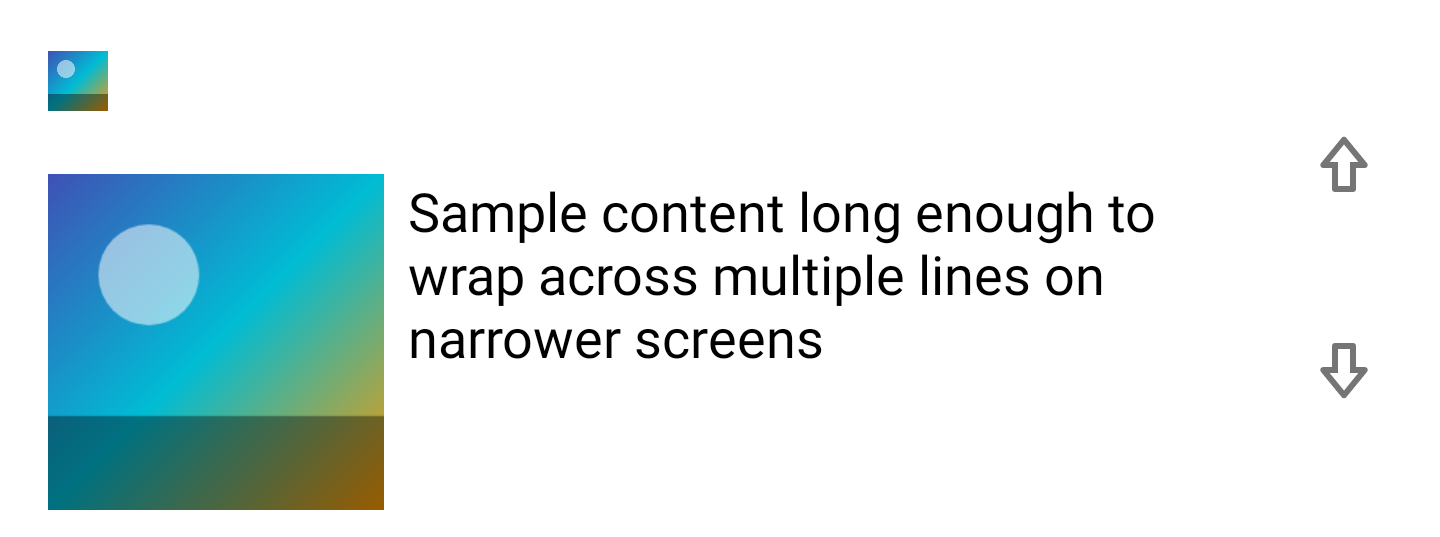 Sample content long enough to
wrap across multiple lines on
narrower screens